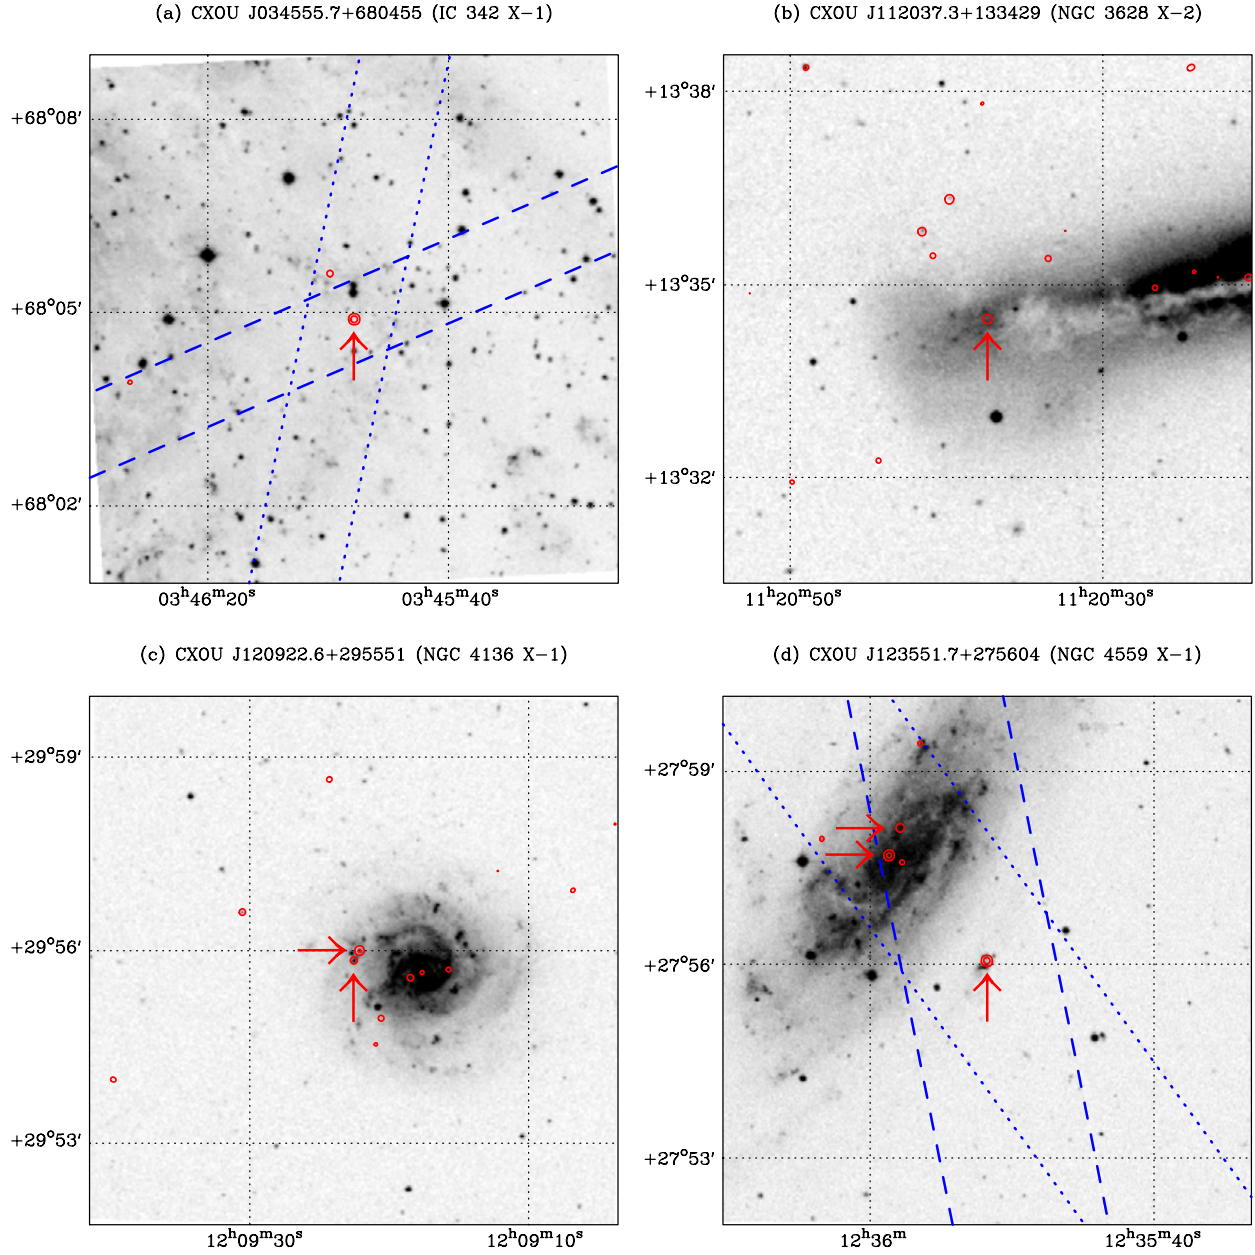 (a) CXOU J034555.7+680455 (IC 342 X−1)
+68°08′
+68°05′
+68°02′
03ʰ46ᵐ20ˢ 03ʰ45ᵐ40ˢ
(b) CXOU J112037.3+133429 (NGC 3628 X−2)
+13°38′
+13°35′
+13°32′
11ʰ20ᵐ50ˢ 11ʰ20ᵐ30ˢ
(c) CXOU J120922.6+295551 (NGC 4136 X−1)
+29°59′
+29°56′
+29°53′
12ʰ09ᵐ30ˢ 12ʰ09ᵐ10ˢ
(d) CXOU J123551.7+275604 (NGC 4559 X−1)
+27°59′
+27°56′
+27°53′
12ʰ36ᵐ 12ʰ35ᵐ40ˢ